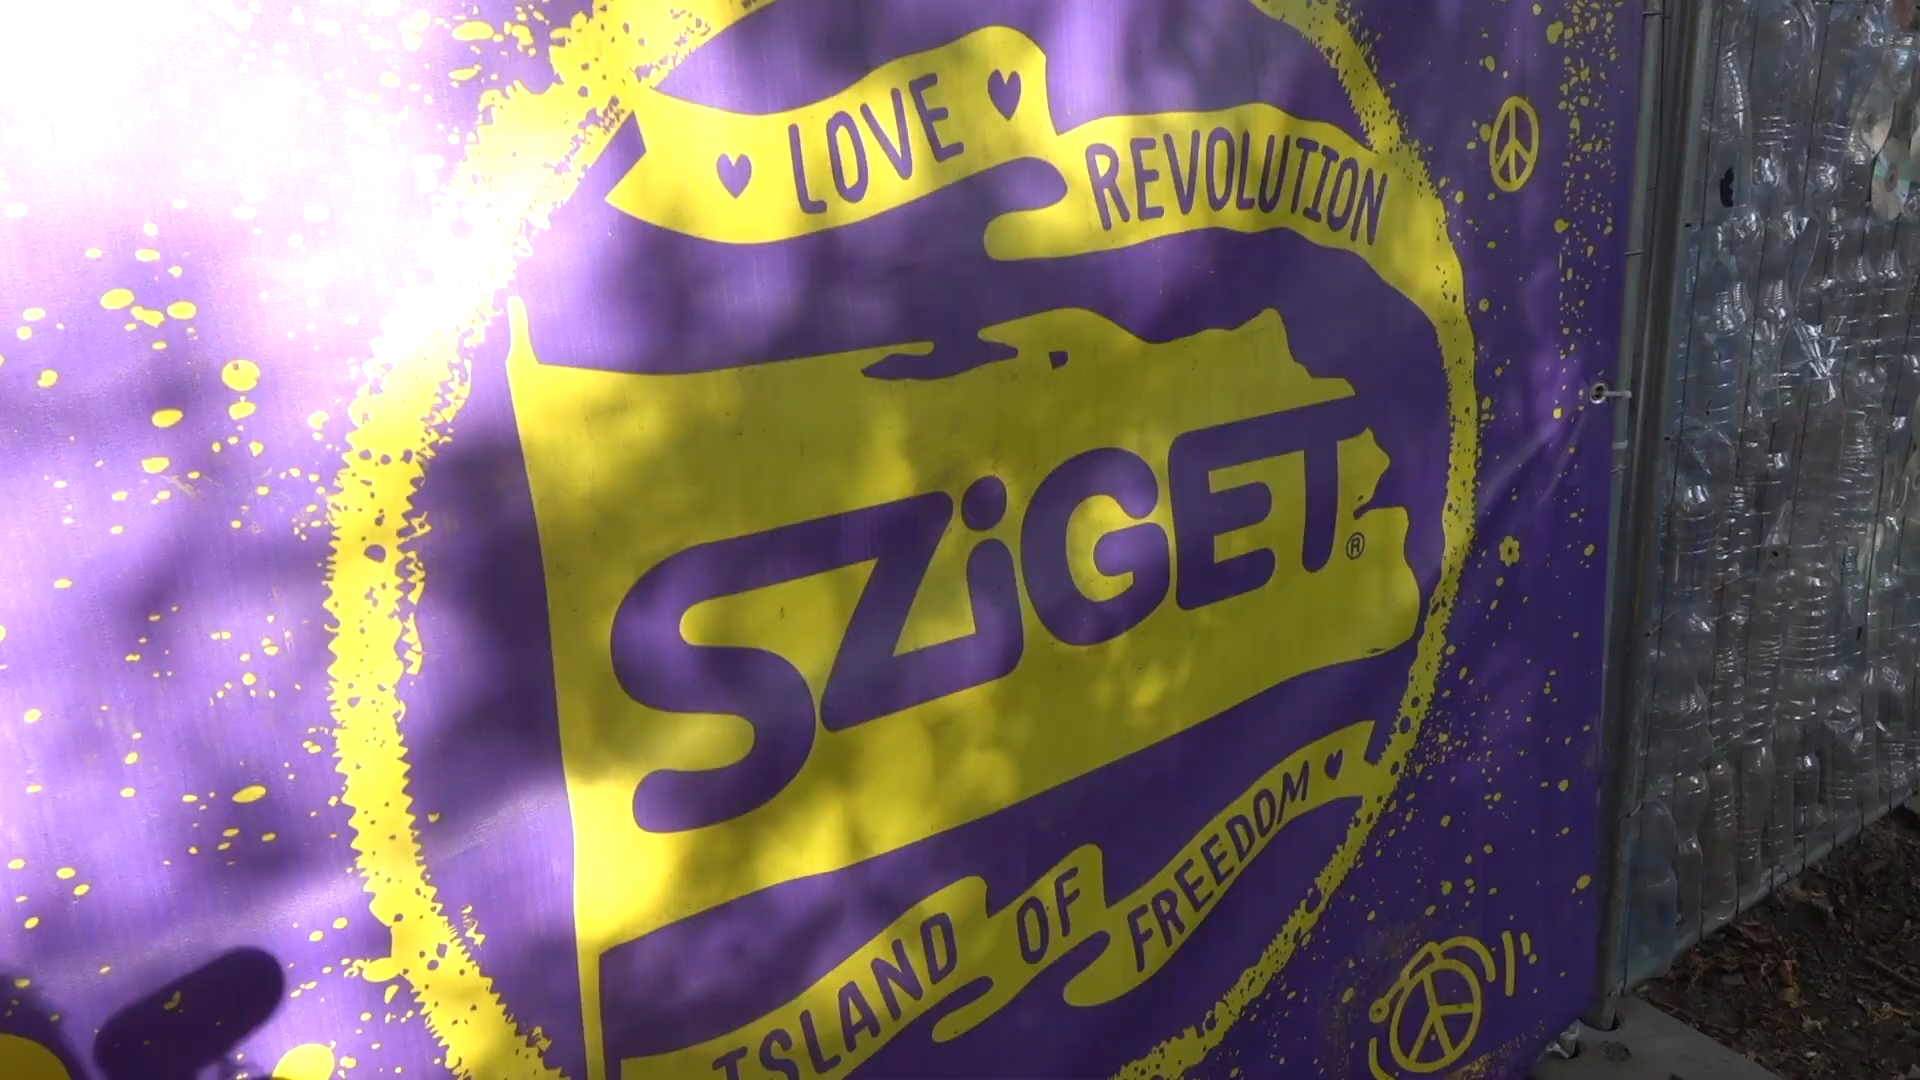 ♥ LOVE ♥ REVOLUTION
SZiGET®
ISLAND OF FREEDOM ♥